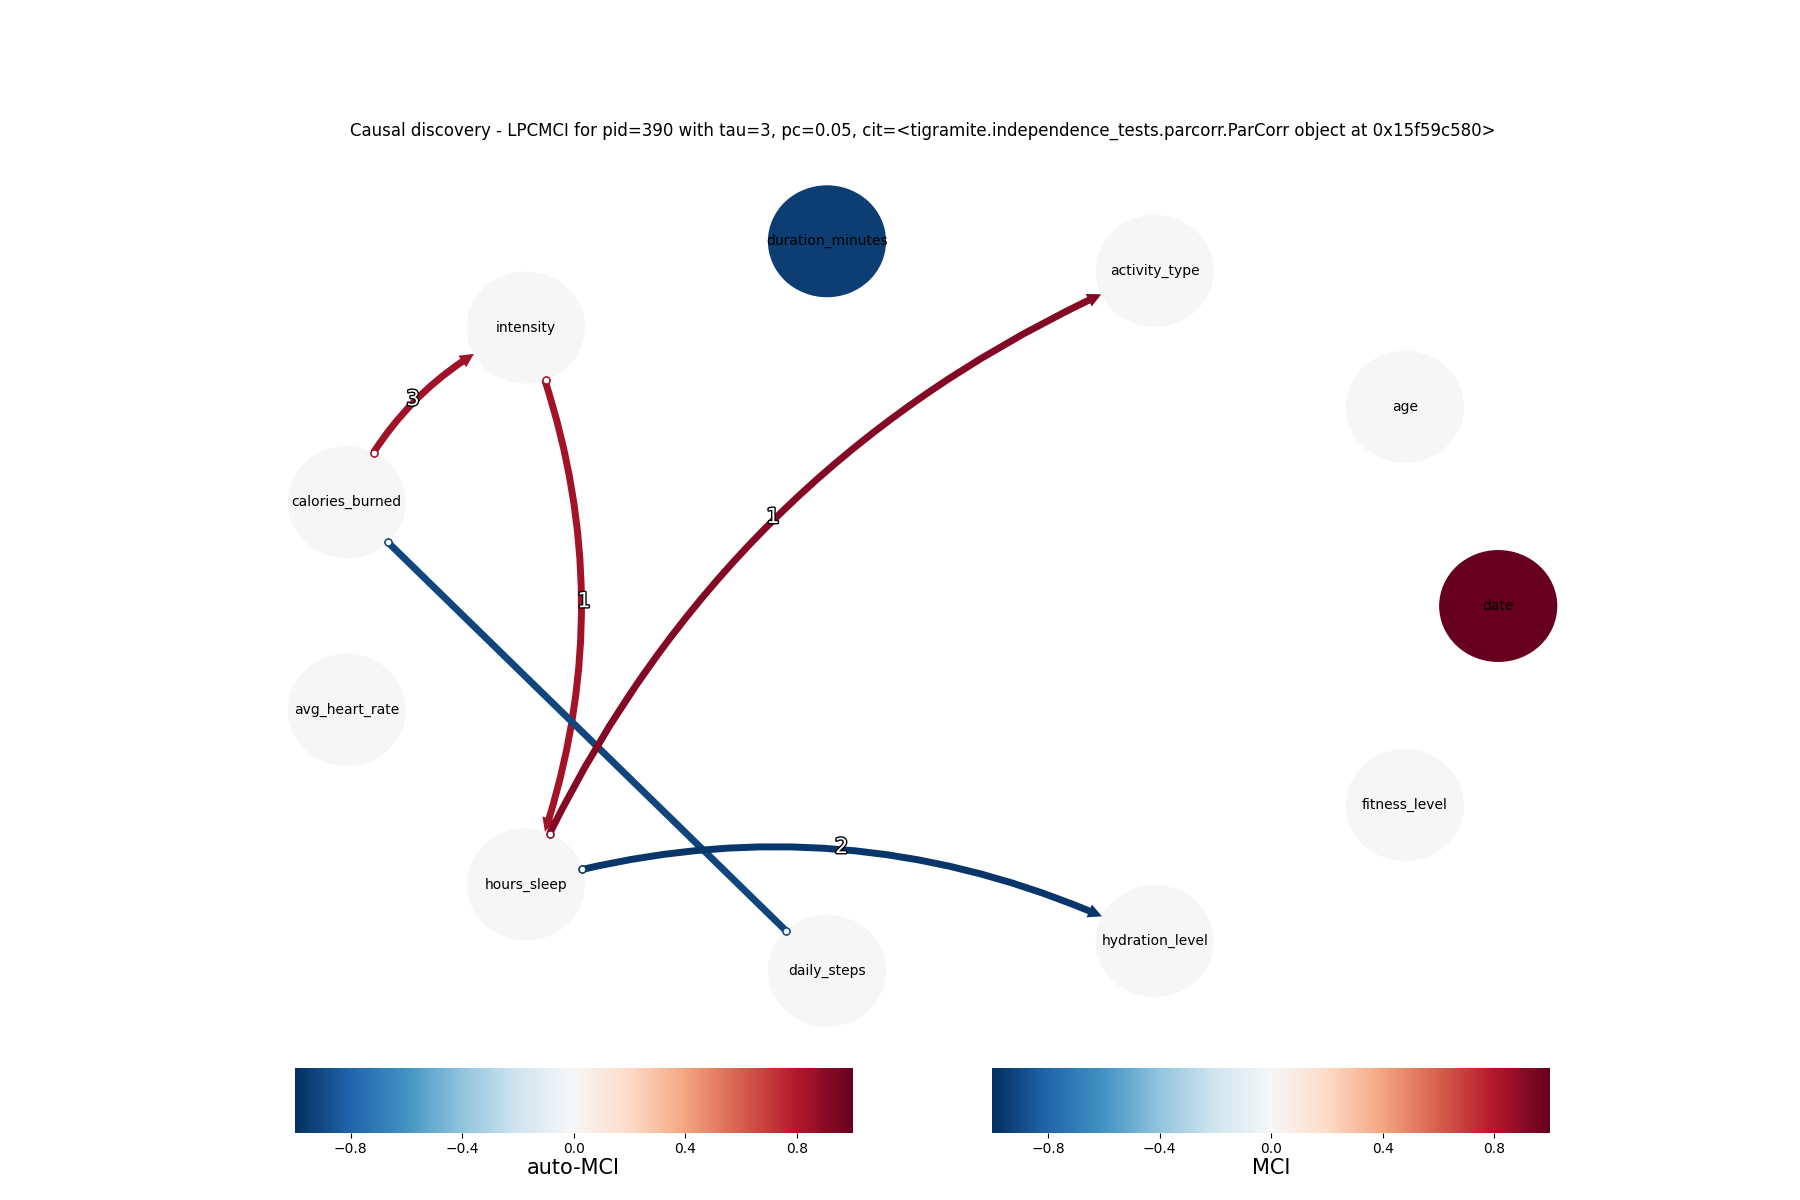 Causal discovery - LPCMCI for pid=390 with tau=3, pc=0.05, cit=<tigramite.independence_tests.parcorr.ParCorr object at 0x15f59c580>
duration_minutes
activity_type
intensity
3
age
calories_burned
1
1
date
avg_heart_rate
fitness_level
2
hours_sleep
hydration_level
daily_steps
−0.8 −0.4 0.0 0.4 0.8
auto-MCI
−0.8 −0.4 0.0 0.4 0.8
MCI